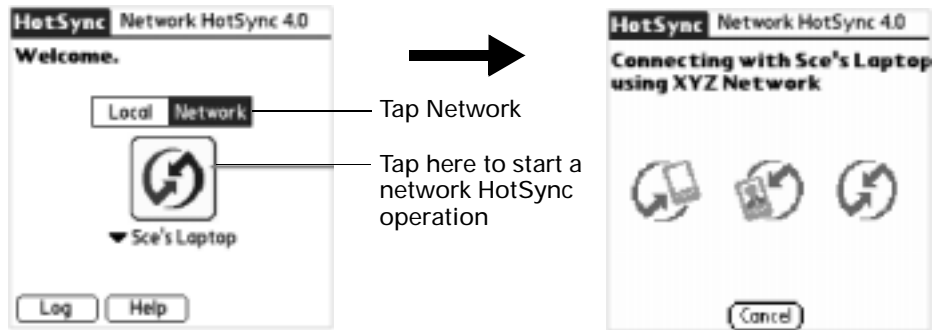 HotSync Network HotSync 4.0
Welcome.
Local Network
Sce's Laptop
Log Help
Tap Network
Tap here to start a
network HotSync
operation
HotSync Network HotSync 4.0
Connecting with Sce's Laptop
using XYZ Network
Cancel